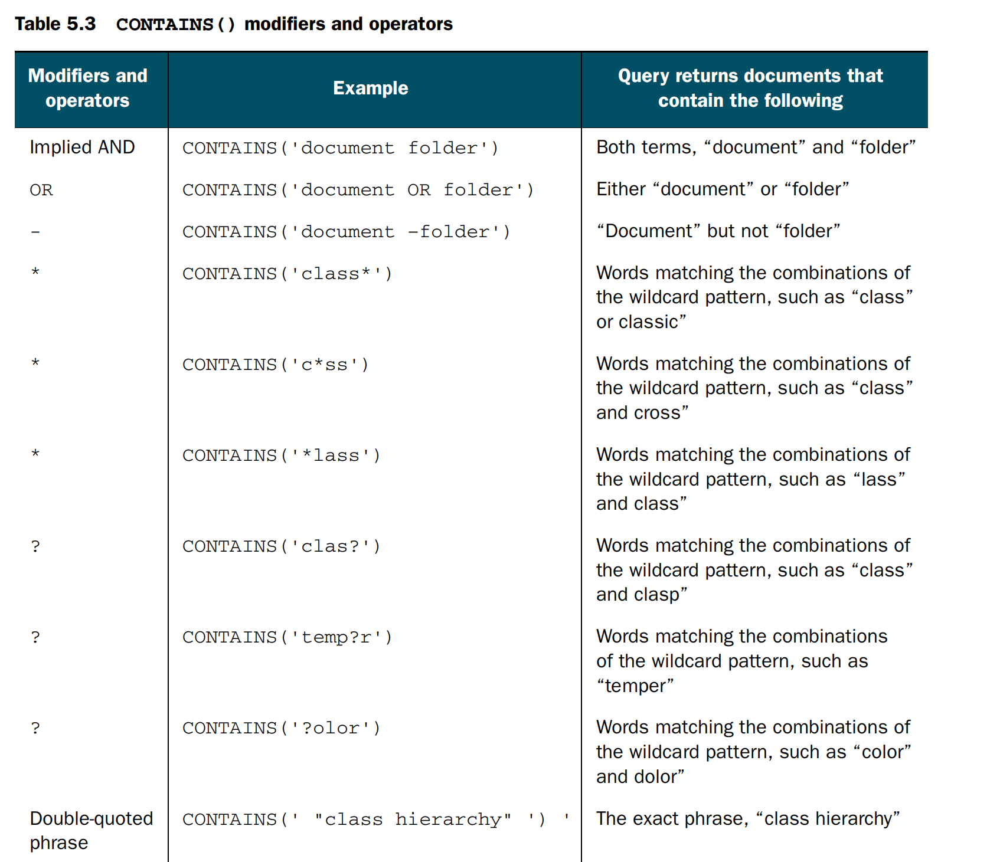 Table 5.3 CONTAINS() modifiers and operators
Modifiers and
operators
Example
Query returns documents that
contain the following
Implied AND
CONTAINS('document folder')
Both terms, “document” and “folder”
OR
CONTAINS('document OR folder')
Either “document” or “folder”
–
CONTAINS('document –folder')
“Document” but not “folder”
*
CONTAINS('class*')
Words matching the combinations of
the wildcard pattern, such as “class”
or classic”
*
CONTAINS('c*ss')
Words matching the combinations of
the wildcard pattern, such as “class”
and cross”
*
CONTAINS('*lass')
Words matching the combinations of
the wildcard pattern, such as “lass”
and class”
?
CONTAINS('clas?')
Words matching the combinations of
the wildcard pattern, such as “class”
and clasp”
?
CONTAINS('temp?r')
Words matching the combinations
of the wildcard pattern, such as
“temper”
?
CONTAINS('?olor')
Words matching the combinations of
the wildcard pattern, such as “color”
and dolor”
Double-quoted
phrase
CONTAINS(' "class hierarchy" ') '
The exact phrase, “class hierarchy”